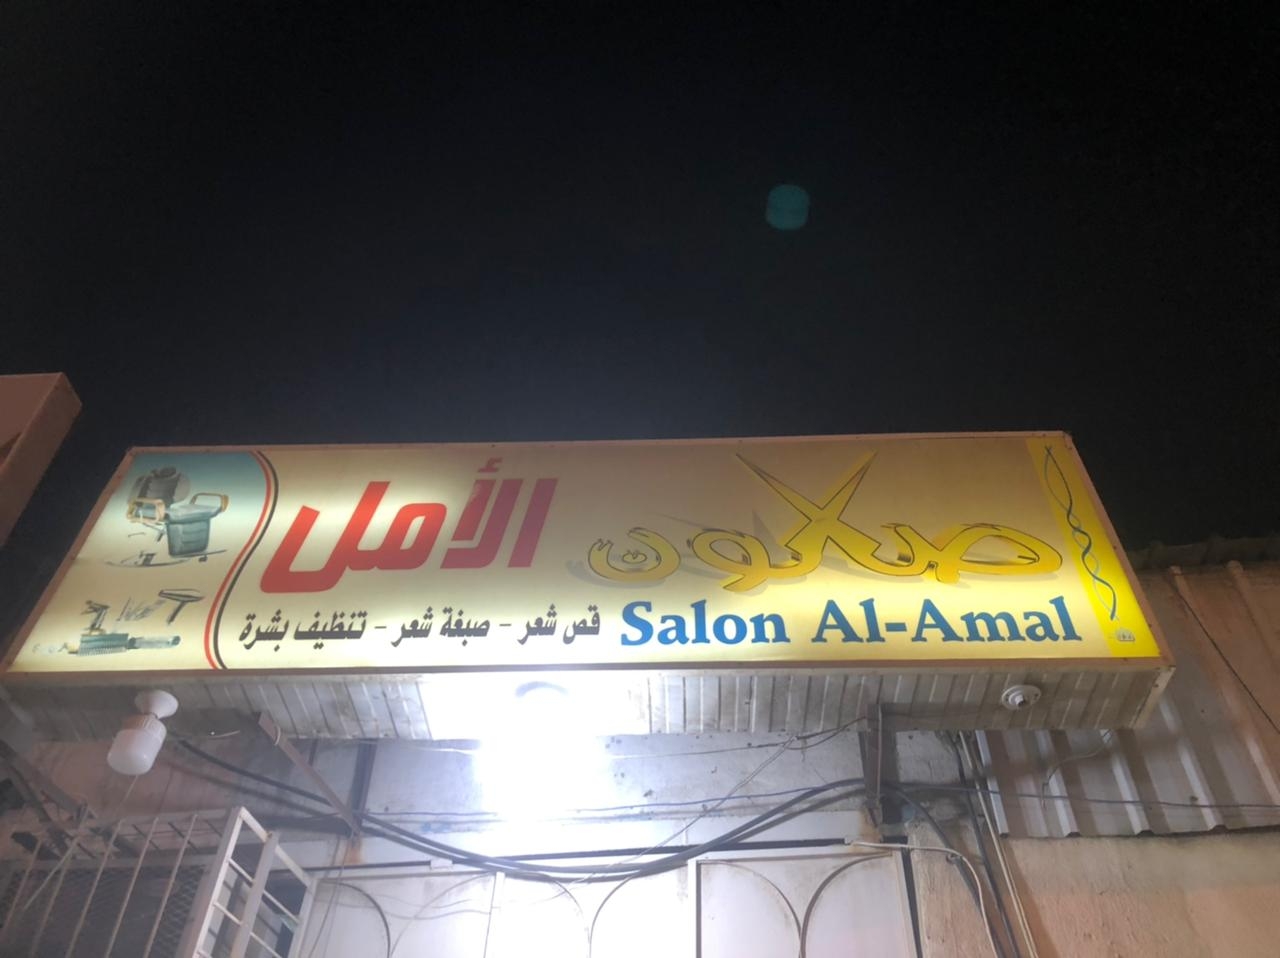 صالون الأمل
قص شعر - صبغة شعر - تنظيف بشرة
Salon Al-Amal